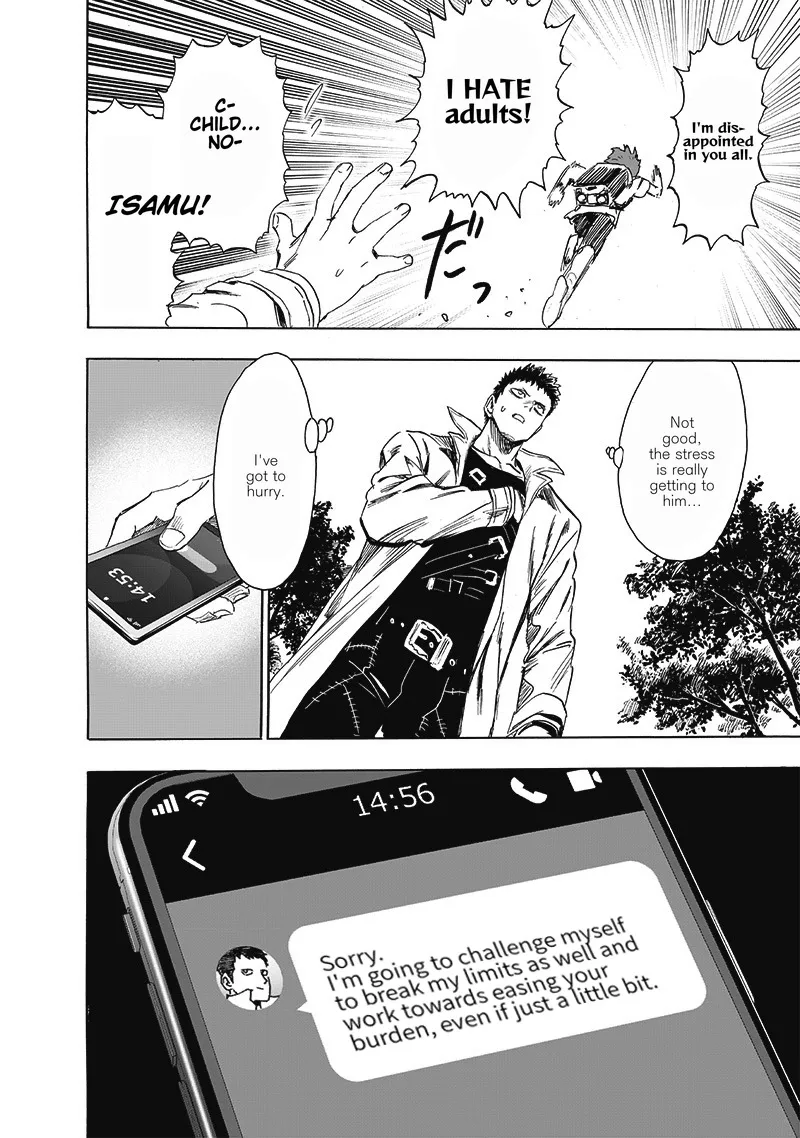 I'm dis-
appointed
in you all.
I HATE
adults!
C-
CHILD...
NO-
ISAMU!
だっ
Not
good,
the stress
is really
getting to
him...
I've
got to
hurry.
14:53
14:56
Sorry.
I'm going to challenge myself
to break my limits as well and
work towards easing your
burden, even if just a little bit.